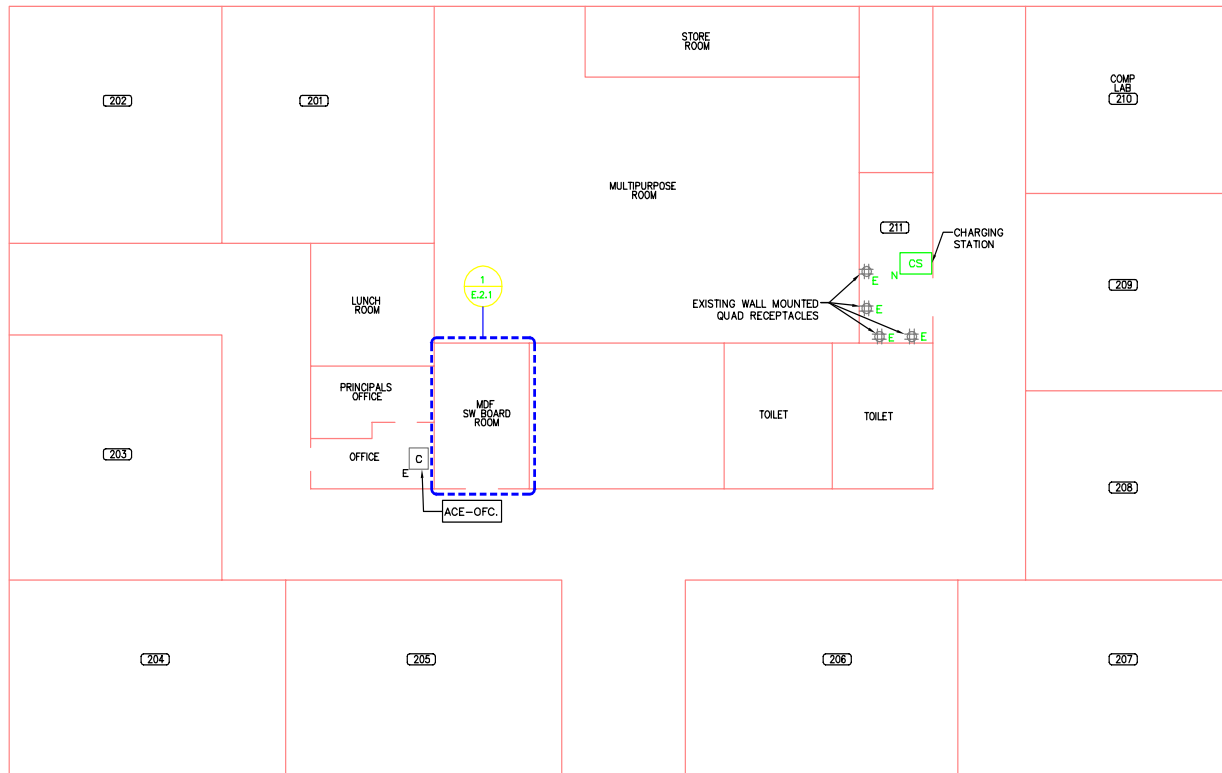 STORE
ROOM
202
201
COMP
LAB
210
MULTIPURPOSE
ROOM
211
CHARGING
STATION
CS
N
E
1
E.2.1
209
LUNCH
ROOM
EXISTING WALL MOUNTED
QUAD RECEPTACLES
E
E
E
PRINCIPALS
OFFICE
MDF
SW BOARD
ROOM
TOILET
TOILET
203
OFFICE
C
E
208
ACE-OFC.
204
205
206
207